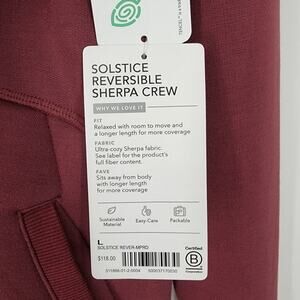 TENCEL™ x
SOLSTICE
REVERSIBLE
SHERPA CREW
WHY WE LOVE IT
FIT
Relaxed with room to move and
a longer length for more coverage
FABRIC
Ultra-cozy Sherpa fabric.
See label for the product's
full fiber content.
FAVE
Sits away from body
with longer length
for more coverage
Sustainable
Material
Easy-Care
Packable
L
SOLSTICE REVER-MPRD
$118.00
Certified
B
Corporation